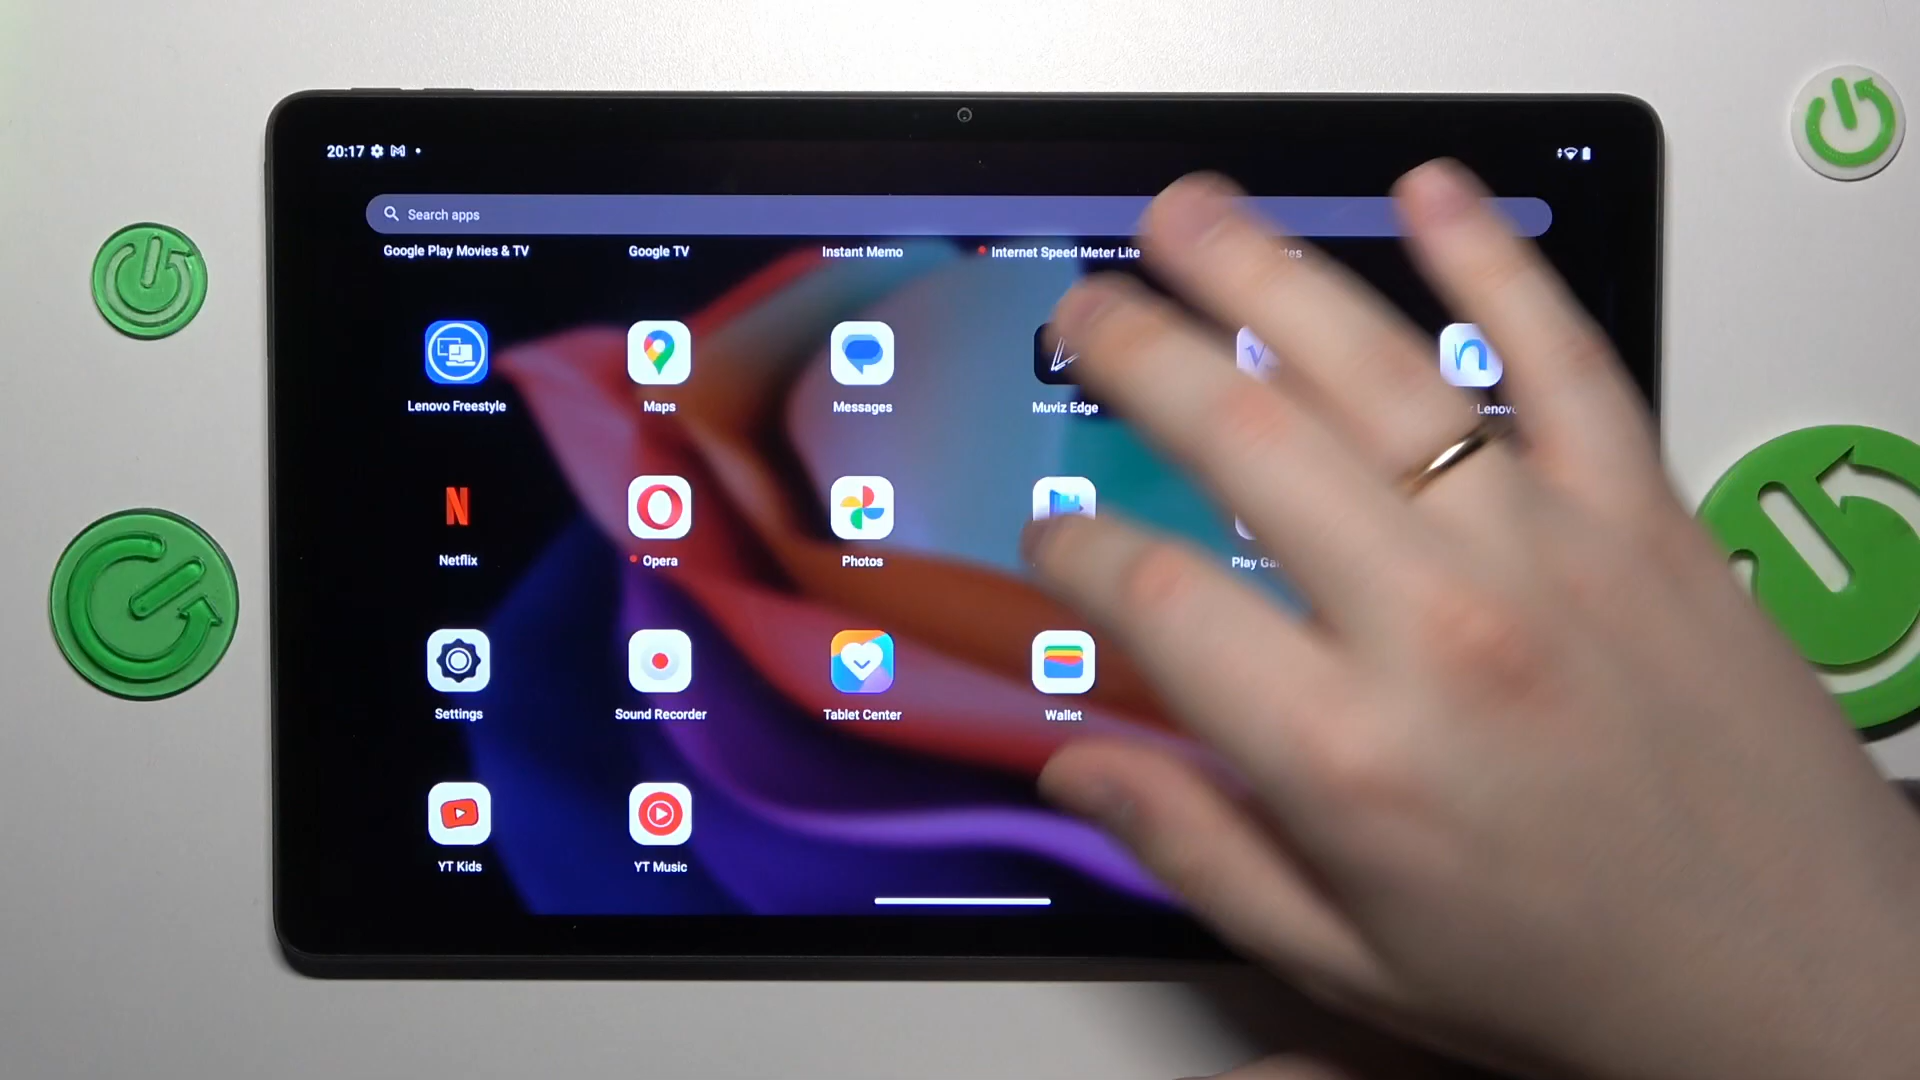 20:17
Search apps
Google Play Movies & TV Google TV Instant Memo Internet Speed Meter Lite
Lenovo Freestyle Maps Messages Muviz Edge
Netflix Opera Photos Play
Settings Sound Recorder Tablet Center Wallet
YT Kids YT Music